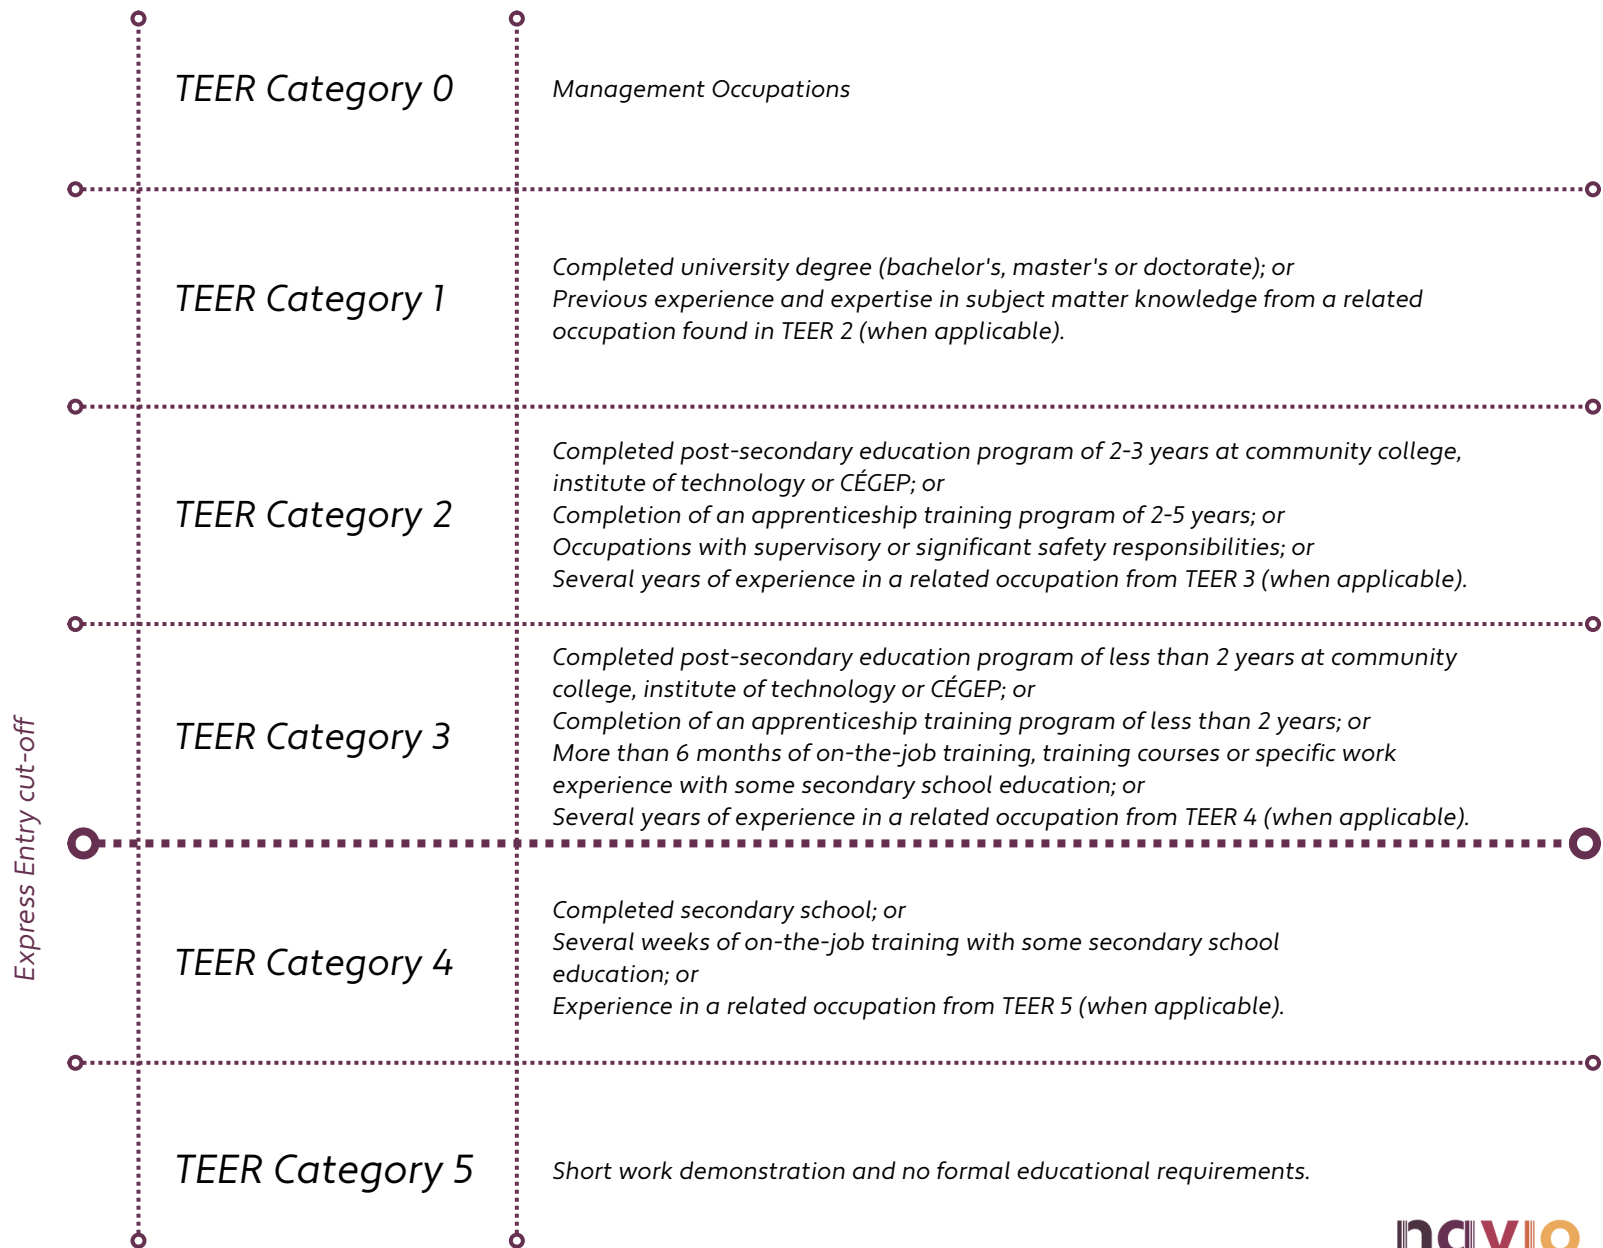 TEER Category 0
Management Occupations
TEER Category 1
Completed university degree (bachelor's, master's or doctorate); or
Previous experience and expertise in subject matter knowledge from a related
occupation found in TEER 2 (when applicable).
TEER Category 2
Completed post-secondary education program of 2-3 years at community college,
institute of technology or CÉGEP; or
Completion of an apprenticeship training program of 2-5 years; or
Occupations with supervisory or significant safety responsibilities; or
Several years of experience in a related occupation from TEER 3 (when applicable).
TEER Category 3
Completed post-secondary education program of less than 2 years at community
college, institute of technology or CÉGEP; or
Completion of an apprenticeship training program of less than 2 years; or
More than 6 months of on-the-job training, training courses or specific work
experience with some secondary school education; or
Several years of experience in a related occupation from TEER 4 (when applicable).
Express Entry cut-off
TEER Category 4
Completed secondary school; or
Several weeks of on-the-job training with some secondary school
education; or
Experience in a related occupation from TEER 5 (when applicable).
TEER Category 5
Short work demonstration and no formal educational requirements.
navio